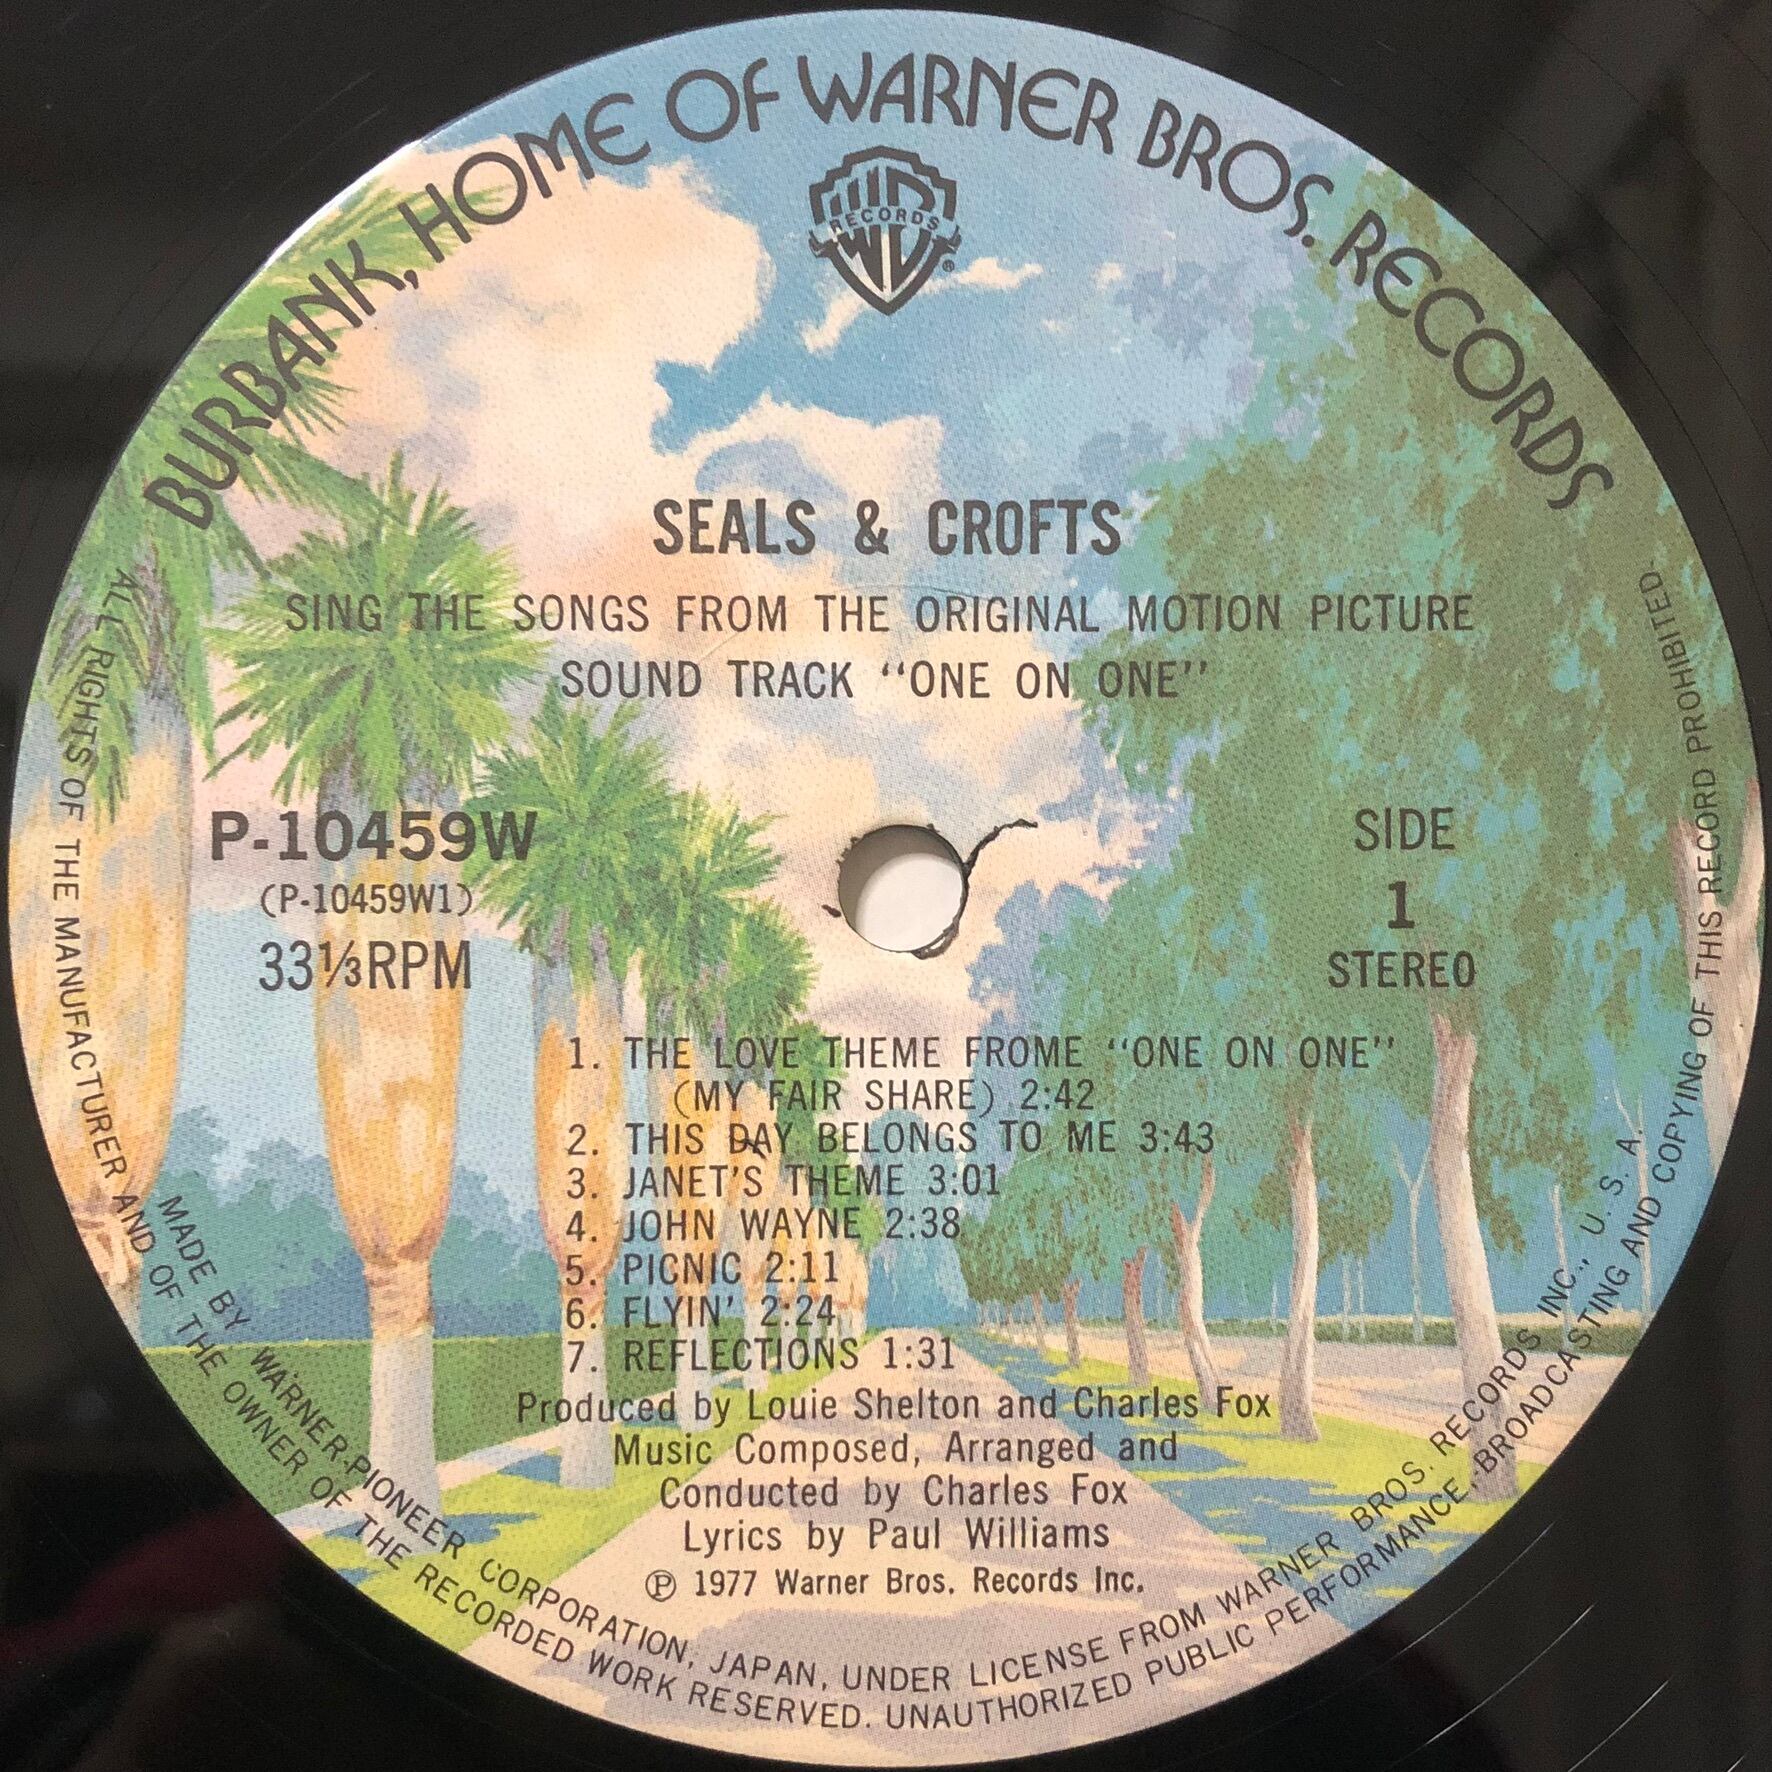 BURBANK, HOME OF WARNER BROS. RECORDS
RECORDS
®
SEALS & CROFTS
SING THE SONGS FROM THE ORIGINAL MOTION PICTURE
SOUND TRACK “ONE ON ONE”
P-10459W
(P-10459W1)
33⅓RPM
SIDE
1
STEREO
1. THE LOVE THEME FROME “ONE ON ONE”
(MY FAIR SHARE) 2:42
2. THIS DAY BELONGS TO ME 3:43
3. JANET'S THEME 3:01
4. JOHN WAYNE 2:38
5. PICNIC 2:11
6. FLYIN' 2:24
7. REFLECTIONS 1:31
Produced by Louie Shelton and Charles Fox
Music Composed, Arranged and
Conducted by Charles Fox
Lyrics by Paul Williams
℗ 1977 Warner Bros. Records Inc.
MADE BY WARNER-PIONEER CORPORATION, JAPAN, UNDER LICENSE FROM WARNER BROS. RECORDS INC., U. S. A.
ALL RIGHTS OF THE MANUFACTURER AND OF THE OWNER OF THE RECORDED WORK RESERVED. UNAUTHORIZED PUBLIC PERFORMANCE, BROADCASTING AND COPYING OF THIS RECORD PROHIBITED.